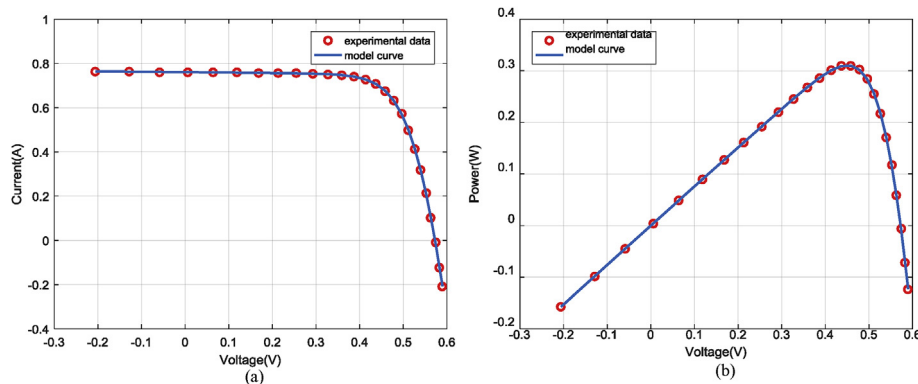 1
0.8
0.6
0.4
0.2
0
-0.2
-0.4
Current(A)
experimental data
model curve
-0.3 -0.2 -0.1 0 0.1 0.2 0.3 0.4 0.5 0.6
Voltage(V)
(a)
0.4
0.3
0.2
0.1
0
-0.1
-0.2
Power(W)
experimental data
model curve
-0.3 -0.2 -0.1 0 0.1 0.2 0.3 0.4 0.5 0.6
Voltage(V)
(b)